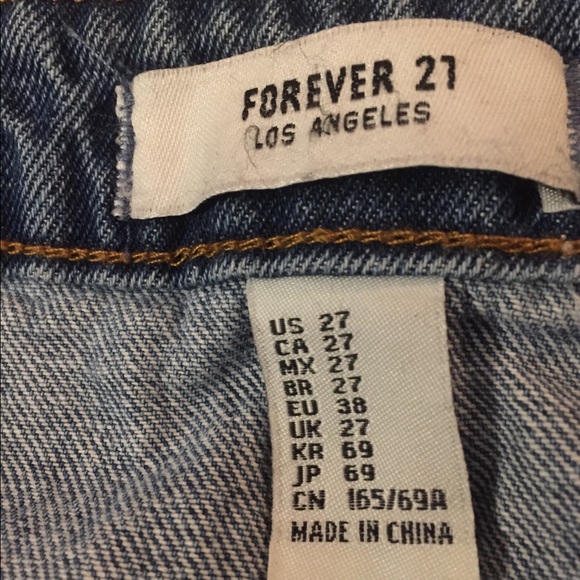 FOREVER 21
LOS ANGELES
US 27
CA 27
MX 27
BR 27
EU 38
UK 27
KR 69
JP 69
CN 165/69A
MADE IN CHINA